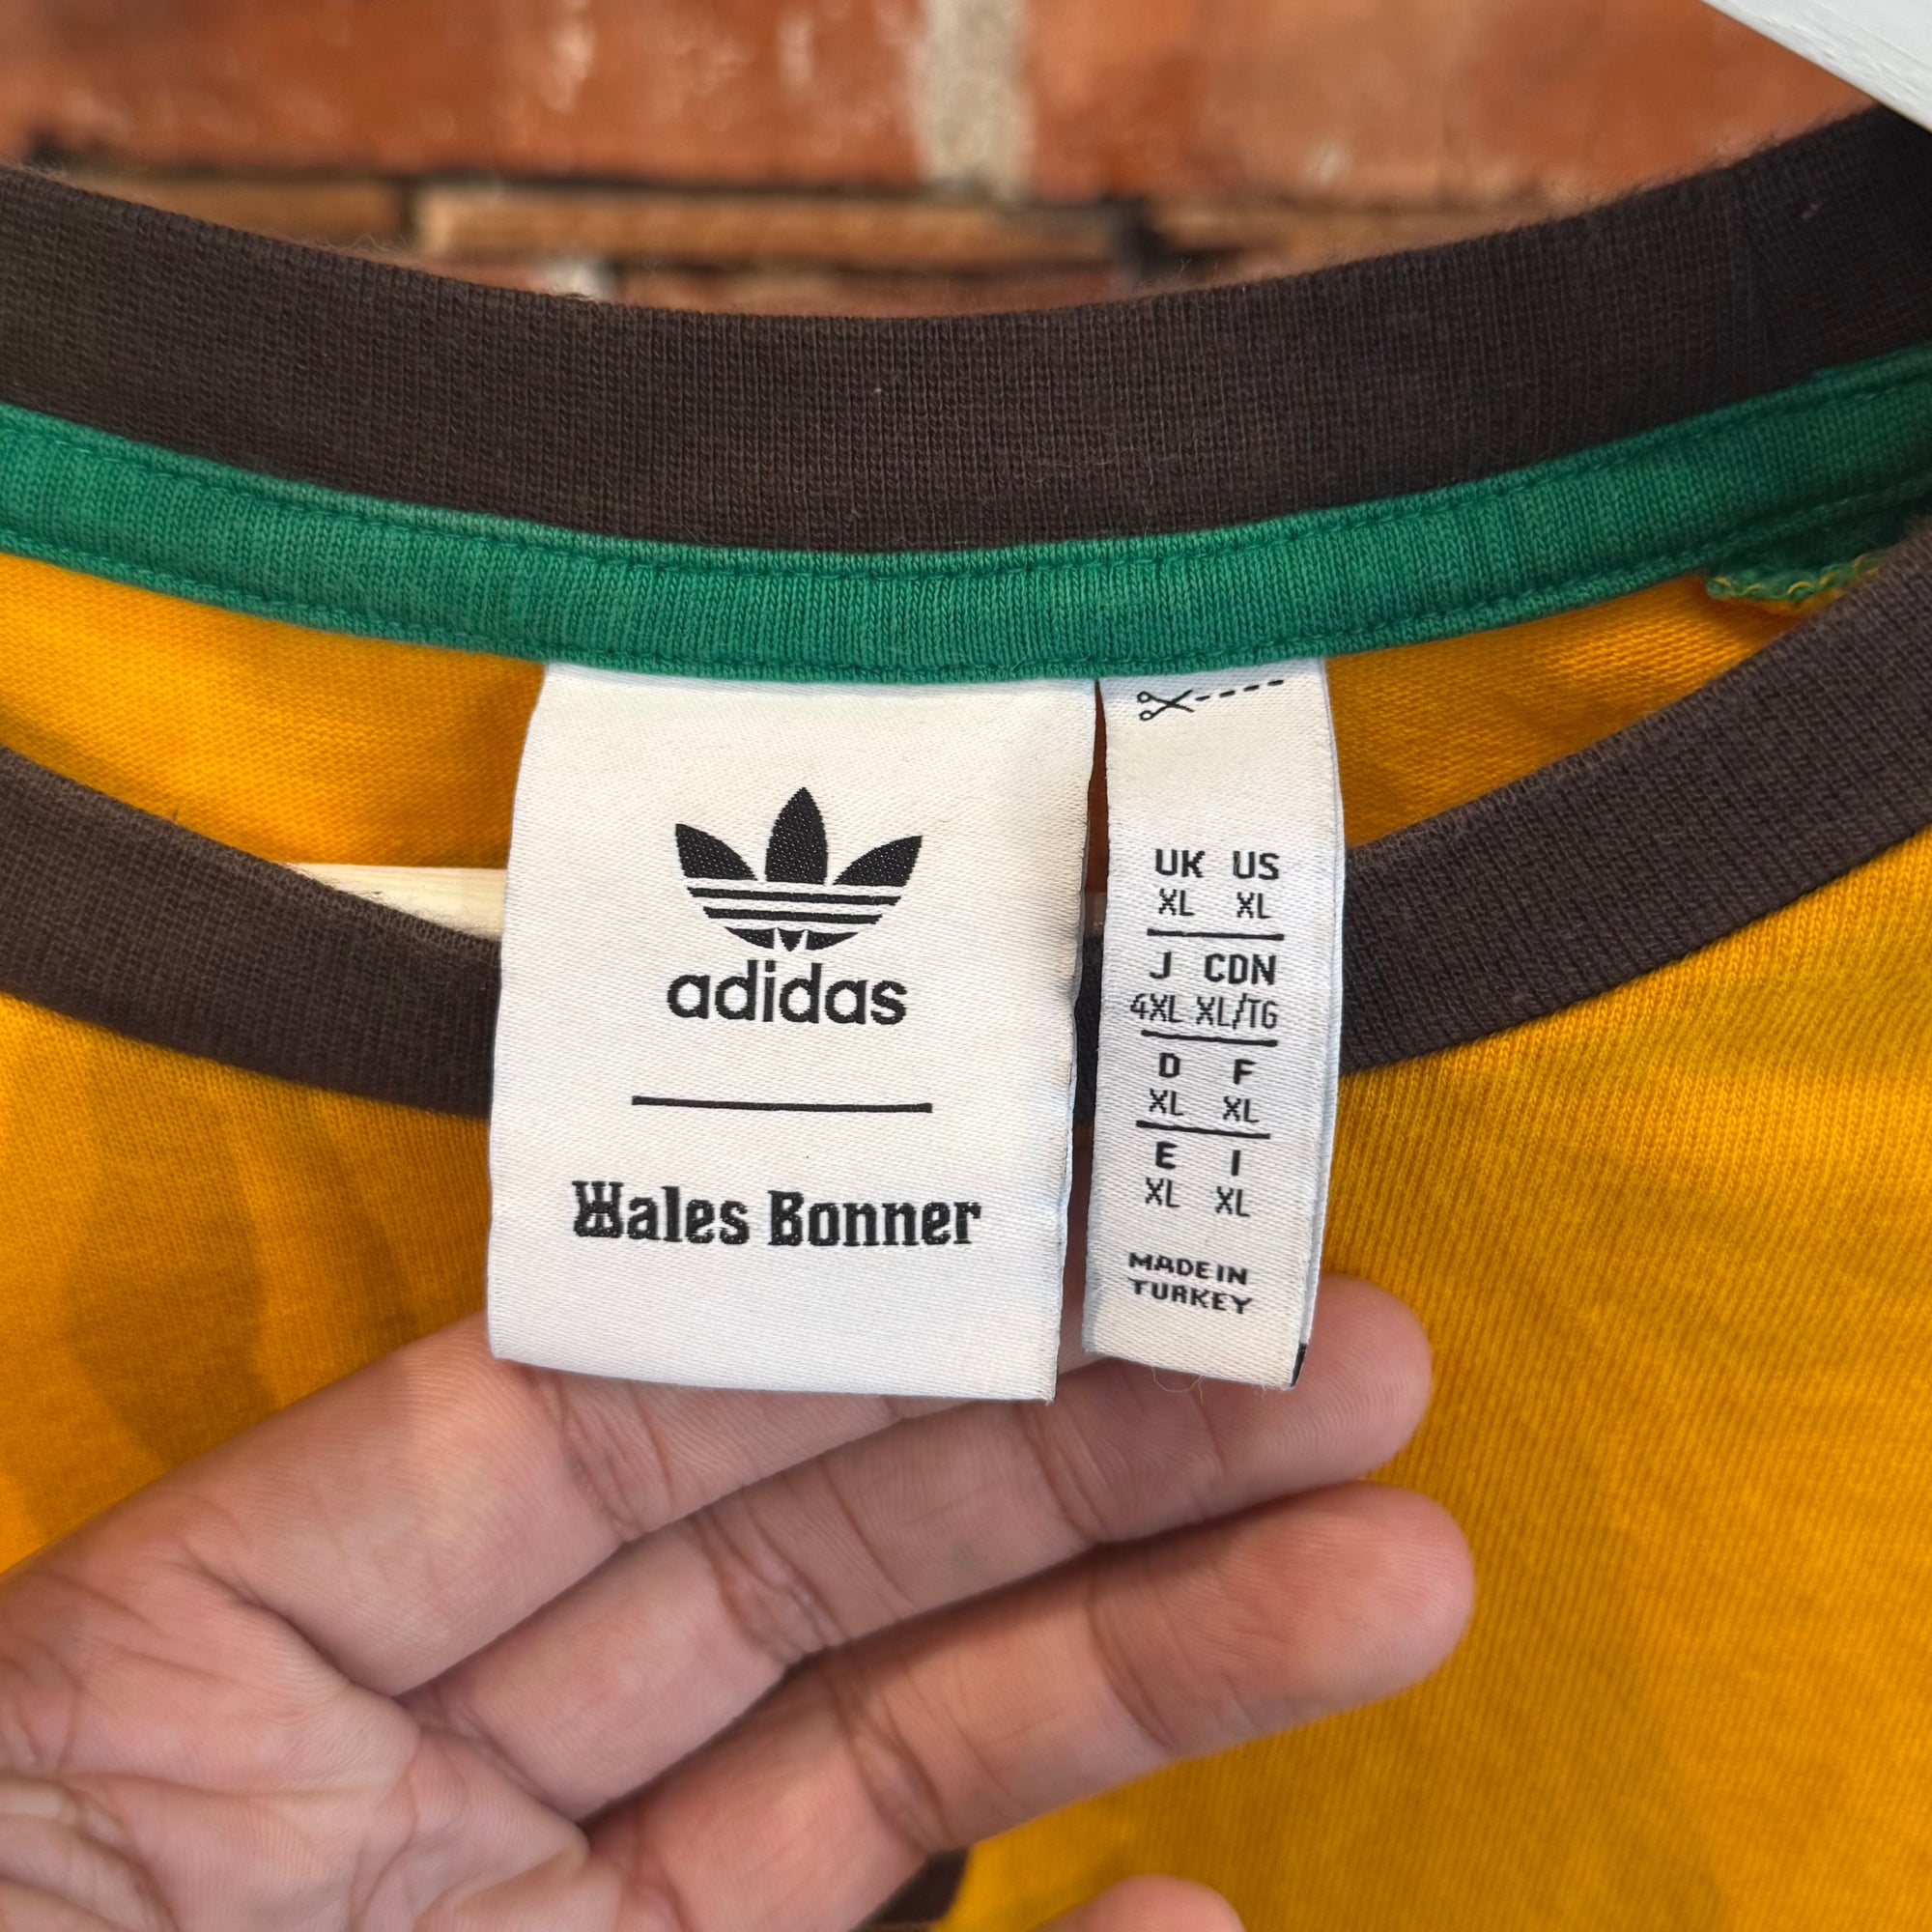 adidas
Wales Bonner
UK US
XL XL
J CDN
4XL XL/TG
D F
XL XL
E I
XL XL
MADE IN
TURKEY